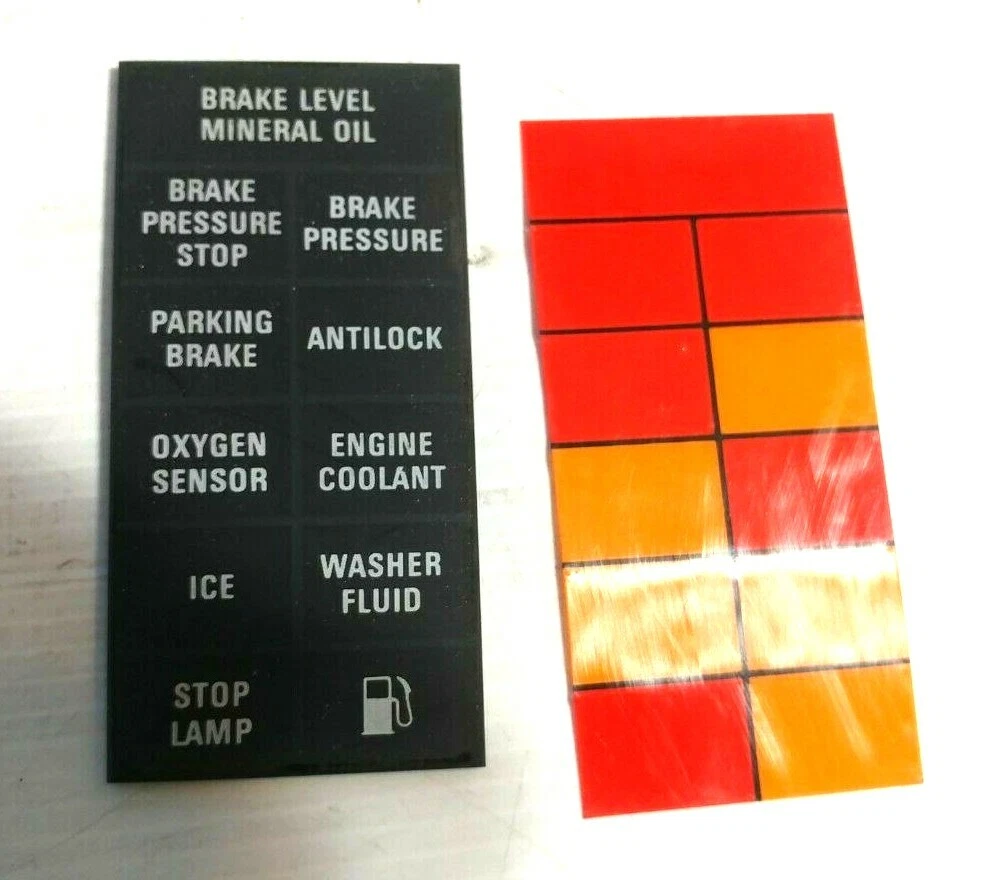 BRAKE LEVEL
MINERAL OIL
BRAKE
PRESSURE
STOP
BRAKE
PRESSURE
PARKING
BRAKE
ANTILOCK
OXYGEN
SENSOR
ENGINE
COOLANT
ICE
WASHER
FLUID
STOP
LAMP